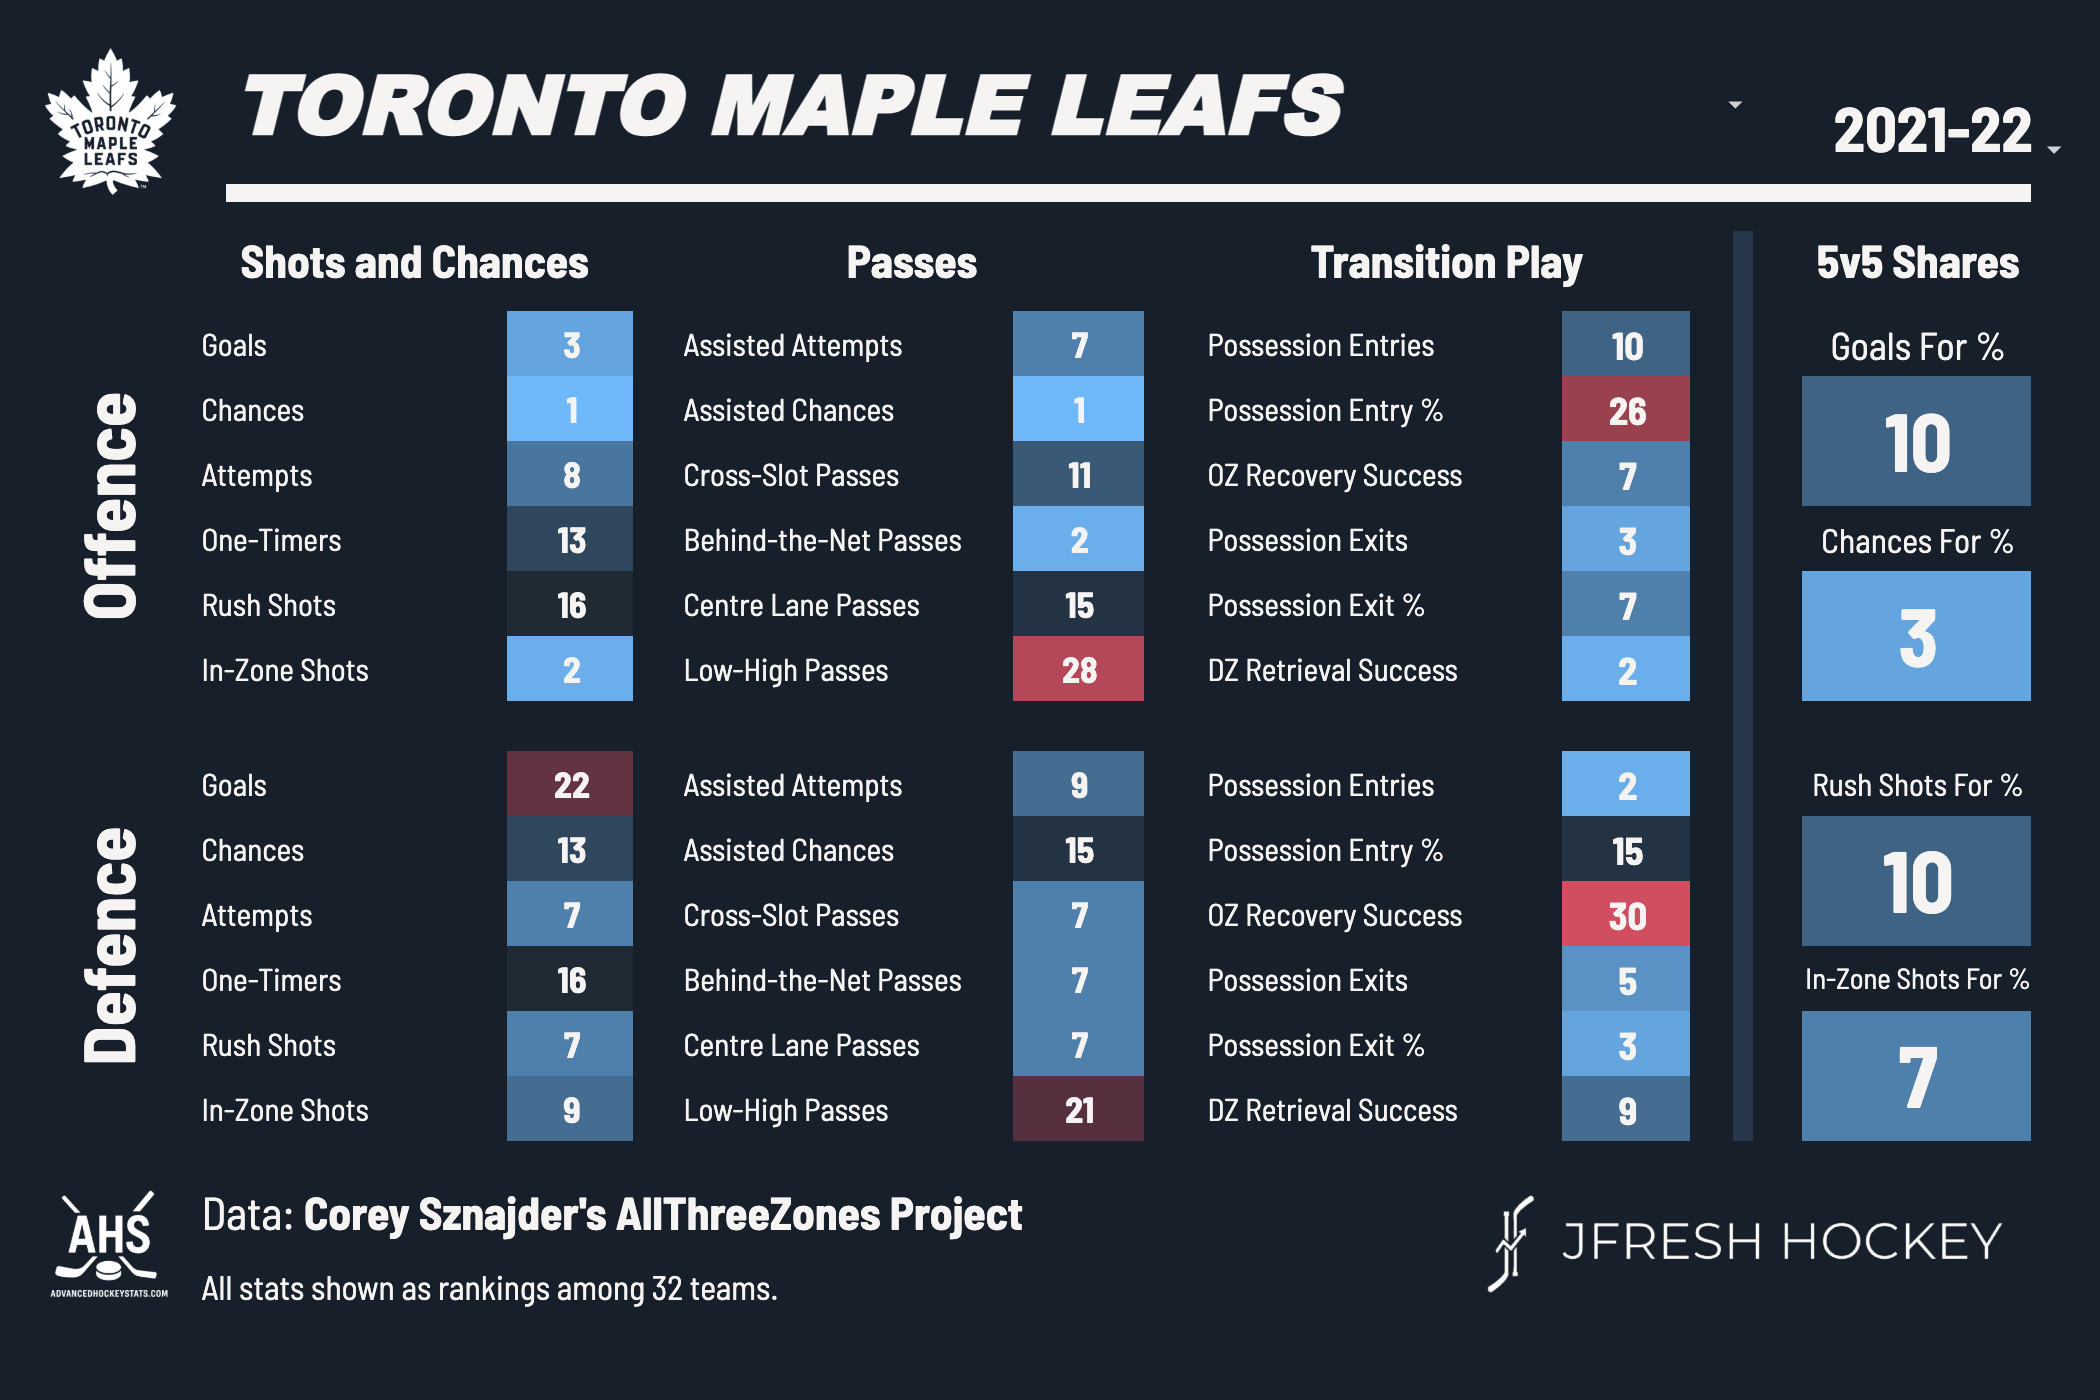 TORONTO
MAPLE
LEAFS
™
TORONTO MAPLE LEAFS
2021-22
Shots and Chances Passes Transition Play 5v5 Shares
Offence
Goals 3 Assisted Attempts 7 Possession Entries 10 Goals For %
Chances 1 Assisted Chances 1 Possession Entry % 26 10
Attempts 8 Cross-Slot Passes 11 OZ Recovery Success 7
One-Timers 13 Behind-the-Net Passes 2 Possession Exits 3 Chances For %
Rush Shots 16 Centre Lane Passes 15 Possession Exit % 7 3
In-Zone Shots 2 Low-High Passes 28 DZ Retrieval Success 2
Defence
Goals 22 Assisted Attempts 9 Possession Entries 2 Rush Shots For %
Chances 13 Assisted Chances 15 Possession Entry % 15 10
Attempts 7 Cross-Slot Passes 7 OZ Recovery Success 30
One-Timers 16 Behind-the-Net Passes 7 Possession Exits 5 In-Zone Shots For %
Rush Shots 7 Centre Lane Passes 7 Possession Exit % 3 7
In-Zone Shots 9 Low-High Passes 21 DZ Retrieval Success 9
AHS
ADVANCEDHOCKEYSTATS.COM
Data: Corey Sznajder's AllThreeZones Project
All stats shown as rankings among 32 teams.
JFRESH HOCKEY